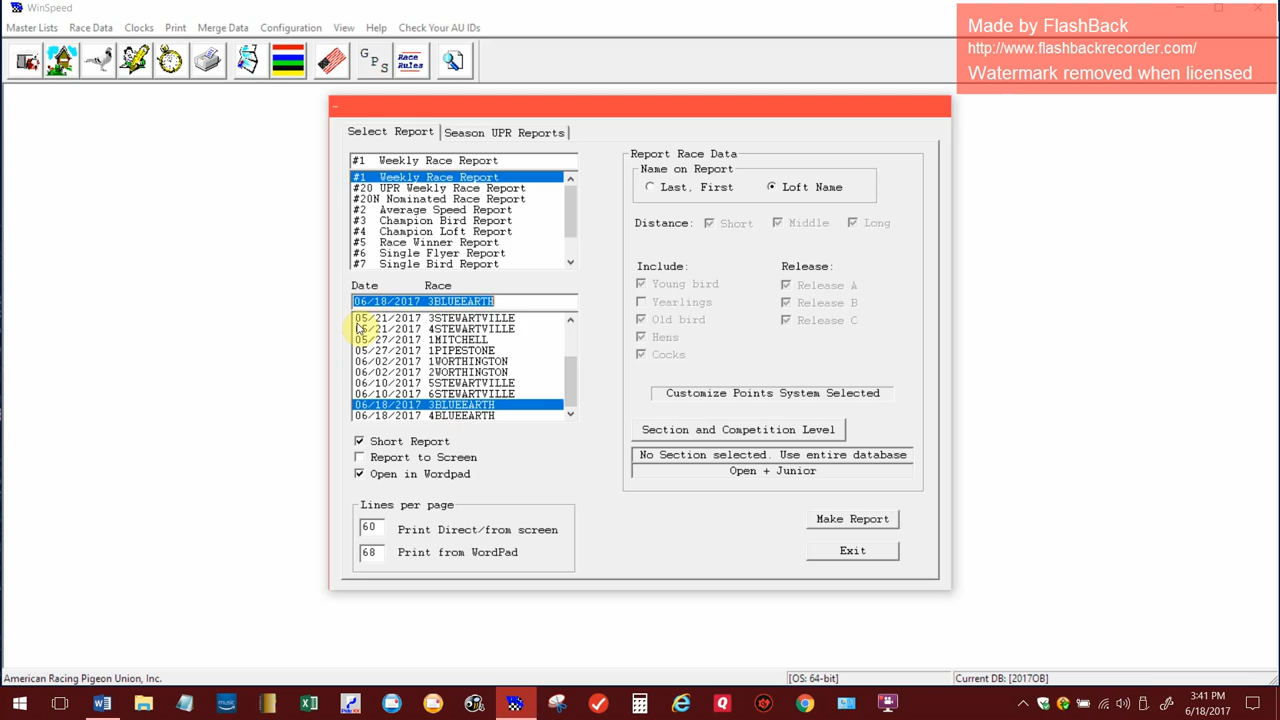 WinSpeed
Master Lists Race Data Clocks Print Merge Data Configuration View Help Check Your AU IDs
GPS Race Rules
Made by FlashBack
http://www.flashbackrecorder.com/
Watermark removed when licensed
Select Report Season UPR Reports
#1 Weekly Race Report
#1 Weekly Race Report
#20 UPR Weekly Race Report
#20N Nominated Race Report
#2 Average Speed Report
#3 Champion Bird Report
#4 Champion Loft Report
#5 Race Winner Report
#6 Single Flyer Report
#7 Single Bird Report
Date Race
06/18/2017 3BLUEEARTH
05/21/2017 3STEWARTVILLE
05/21/2017 4STEWARTVILLE
05/27/2017 1MITCHELL
05/27/2017 1PIPESTONE
06/02/2017 1WORTHINGTON
06/02/2017 2WORTHINGTON
06/10/2017 5STEWARTVILLE
06/10/2017 6STEWARTVILLE
06/18/2017 3BLUEEARTH
06/18/2017 4BLUEEARTH
Short Report
Report to Screen
Open in Wordpad
Lines per page
60 Print Direct/from screen
68 Print from WordPad
Report Race Data
Name on Report
Last, First Loft Name
Distance: Short Middle Long
Include: Release:
Young bird Release A
Yearlings Release B
Old bird Release C
Hens
Cocks
Customize Points System Selected
Section and Competition Level
No Section selected. Use entire database
Open + Junior
Make Report
Exit
American Racing Pigeon Union, Inc. [OS: 64-bit] Current DB: [2017OB]
3:41 PM
6/18/2017